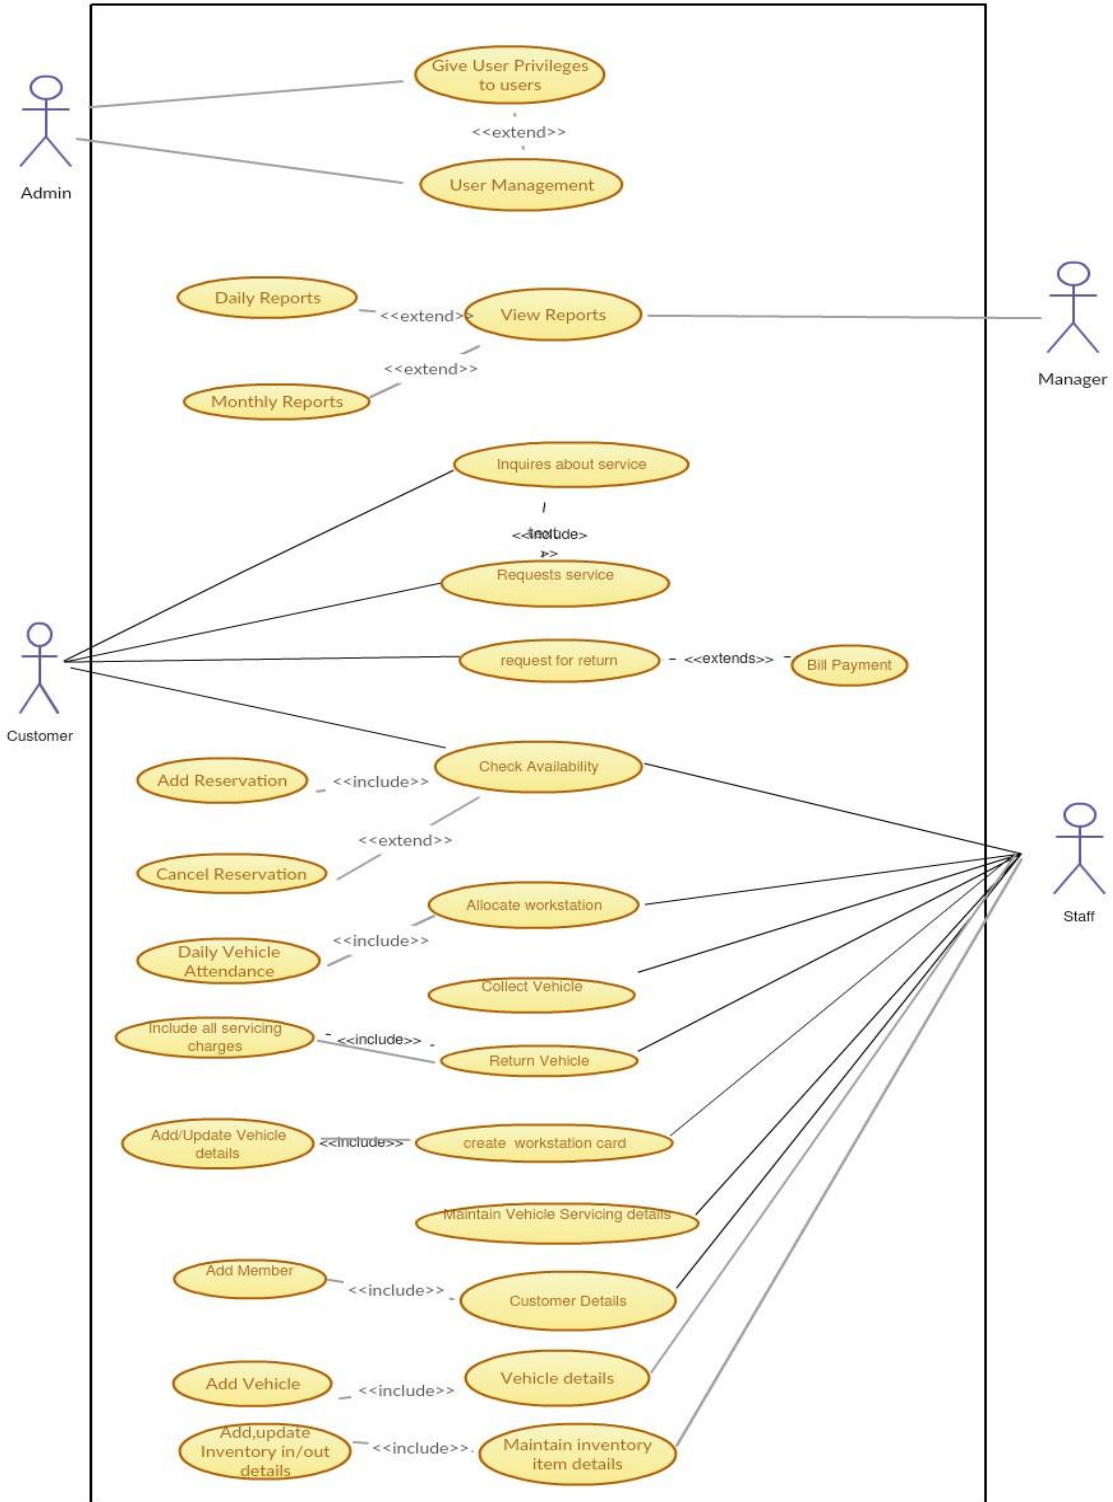 Give User Privileges
to users
<<extend>>
User Management
Admin
Daily Reports
<<extend>>
View Reports
<<extend>>
Monthly Reports
Manager
Inquires about service
text
<<include>
>>
Requests service
request for return
<<extends>>
Bill Payment
Customer
Check Availability
Add Reservation
<<include>>
<<extend>>
Cancel Reservation
Allocate workstation
Staff
<<include>>
Daily Vehicle
Attendance
Collect Vehicle
Include all servicing
charges
<<include>>
Return Vehicle
Add/Update Vehicle
details
<<include>>
create workstation card
Maintain Vehicle Servicing details
Add Member
<<include>>
Customer Details
Add Vehicle
<<include>>
Vehicle details
Add,update
Inventory in/out
details
<<include>>
Maintain inventory
item details